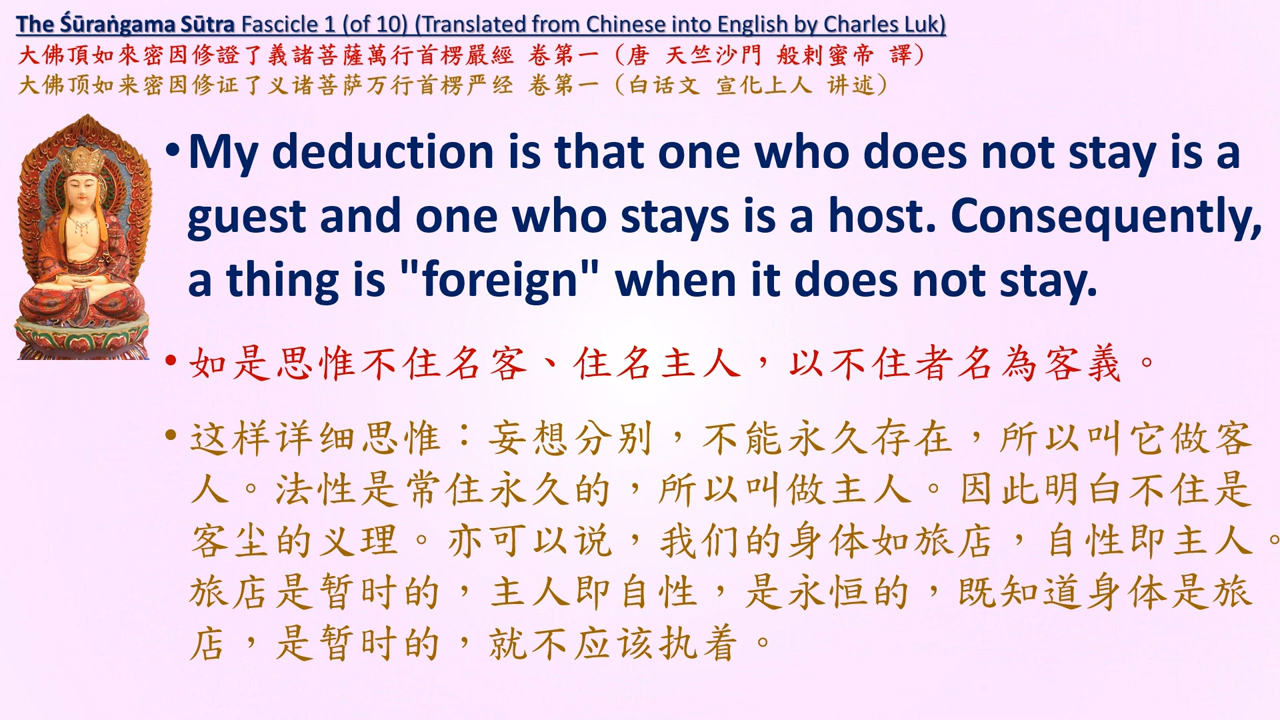 The Śūraṅgama Sūtra Fascicle 1 (of 10) (Translated from Chinese into English by Charles Luk)
大佛頂如來密因修證了義諸菩薩萬行首楞嚴經 卷第一（唐 天竺沙門 般剌蜜帝 譯）
大佛顶如来密因修证了义诸菩萨万行首楞严经 卷第一（白话文 宣化上人 讲述）
•My deduction is that one who does not stay is a
guest and one who stays is a host. Consequently,
a thing is "foreign" when it does not stay.
•如是思惟不住名客、住名主人，以不住者名為客義。
•这样详细思惟：妄想分别，不能永久存在，所以叫它做客
人。法性是常住永久的，所以叫做主人。因此明白不住是
客尘的义理。亦可以说，我们的身体如旅店，自性即主人。
旅店是暂时的，主人即自性，是永恒的，既知道身体是旅
店，是暂时的，就不应该执着。